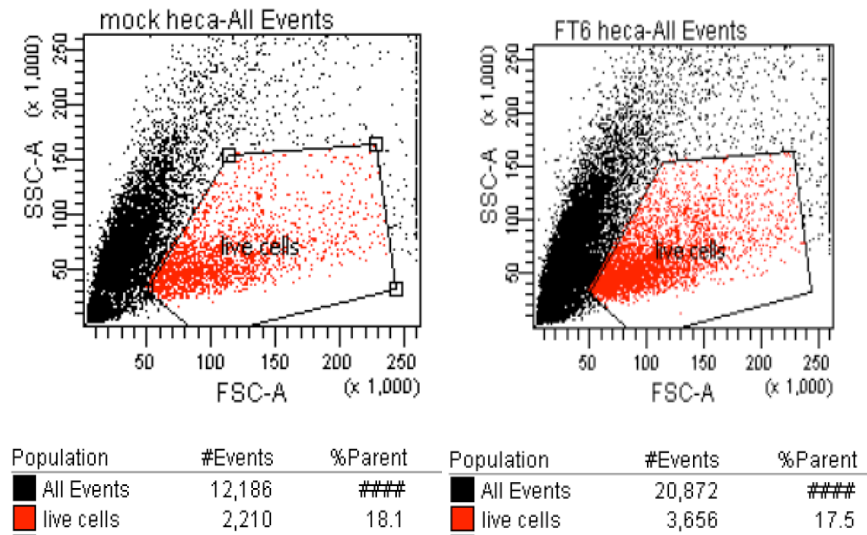 mock heca-All Events
SSC-A (x 1,000)
250
200
150
100
50
live cells
50 100 150 200 250
FSC-A (x 1,000)
FT6 heca-All Events
SSC-A (x 1,000)
250
200
150
100
50
live cells
50 100 150 200 250
FSC-A (x 1,000)
Population #Events %Parent
All Events 12,186 ####
live cells 2,210 18.1
Population #Events %Parent
All Events 20,872 ####
live cells 3,656 17.5